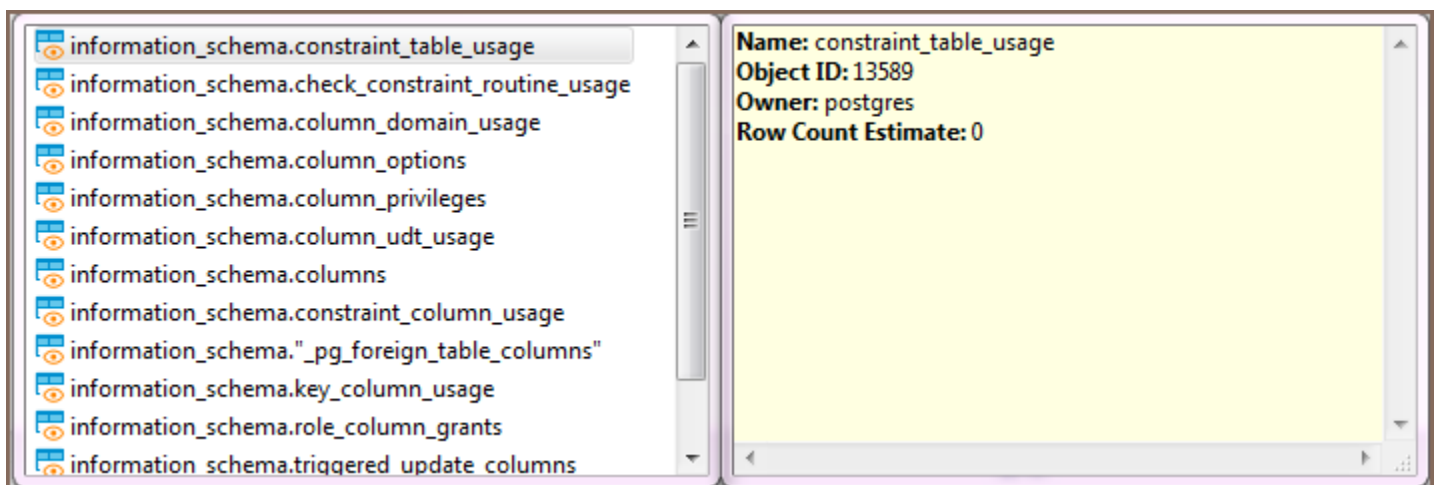 information_schema.constraint_table_usage
information_schema.check_constraint_routine_usage
information_schema.column_domain_usage
information_schema.column_options
information_schema.column_privileges
information_schema.column_udt_usage
information_schema.columns
information_schema.constraint_column_usage
information_schema."_pg_foreign_table_columns"
information_schema.key_column_usage
information_schema.role_column_grants
information_schema.triggered_update_columns
Name: constraint_table_usage
Object ID: 13589
Owner: postgres
Row Count Estimate: 0